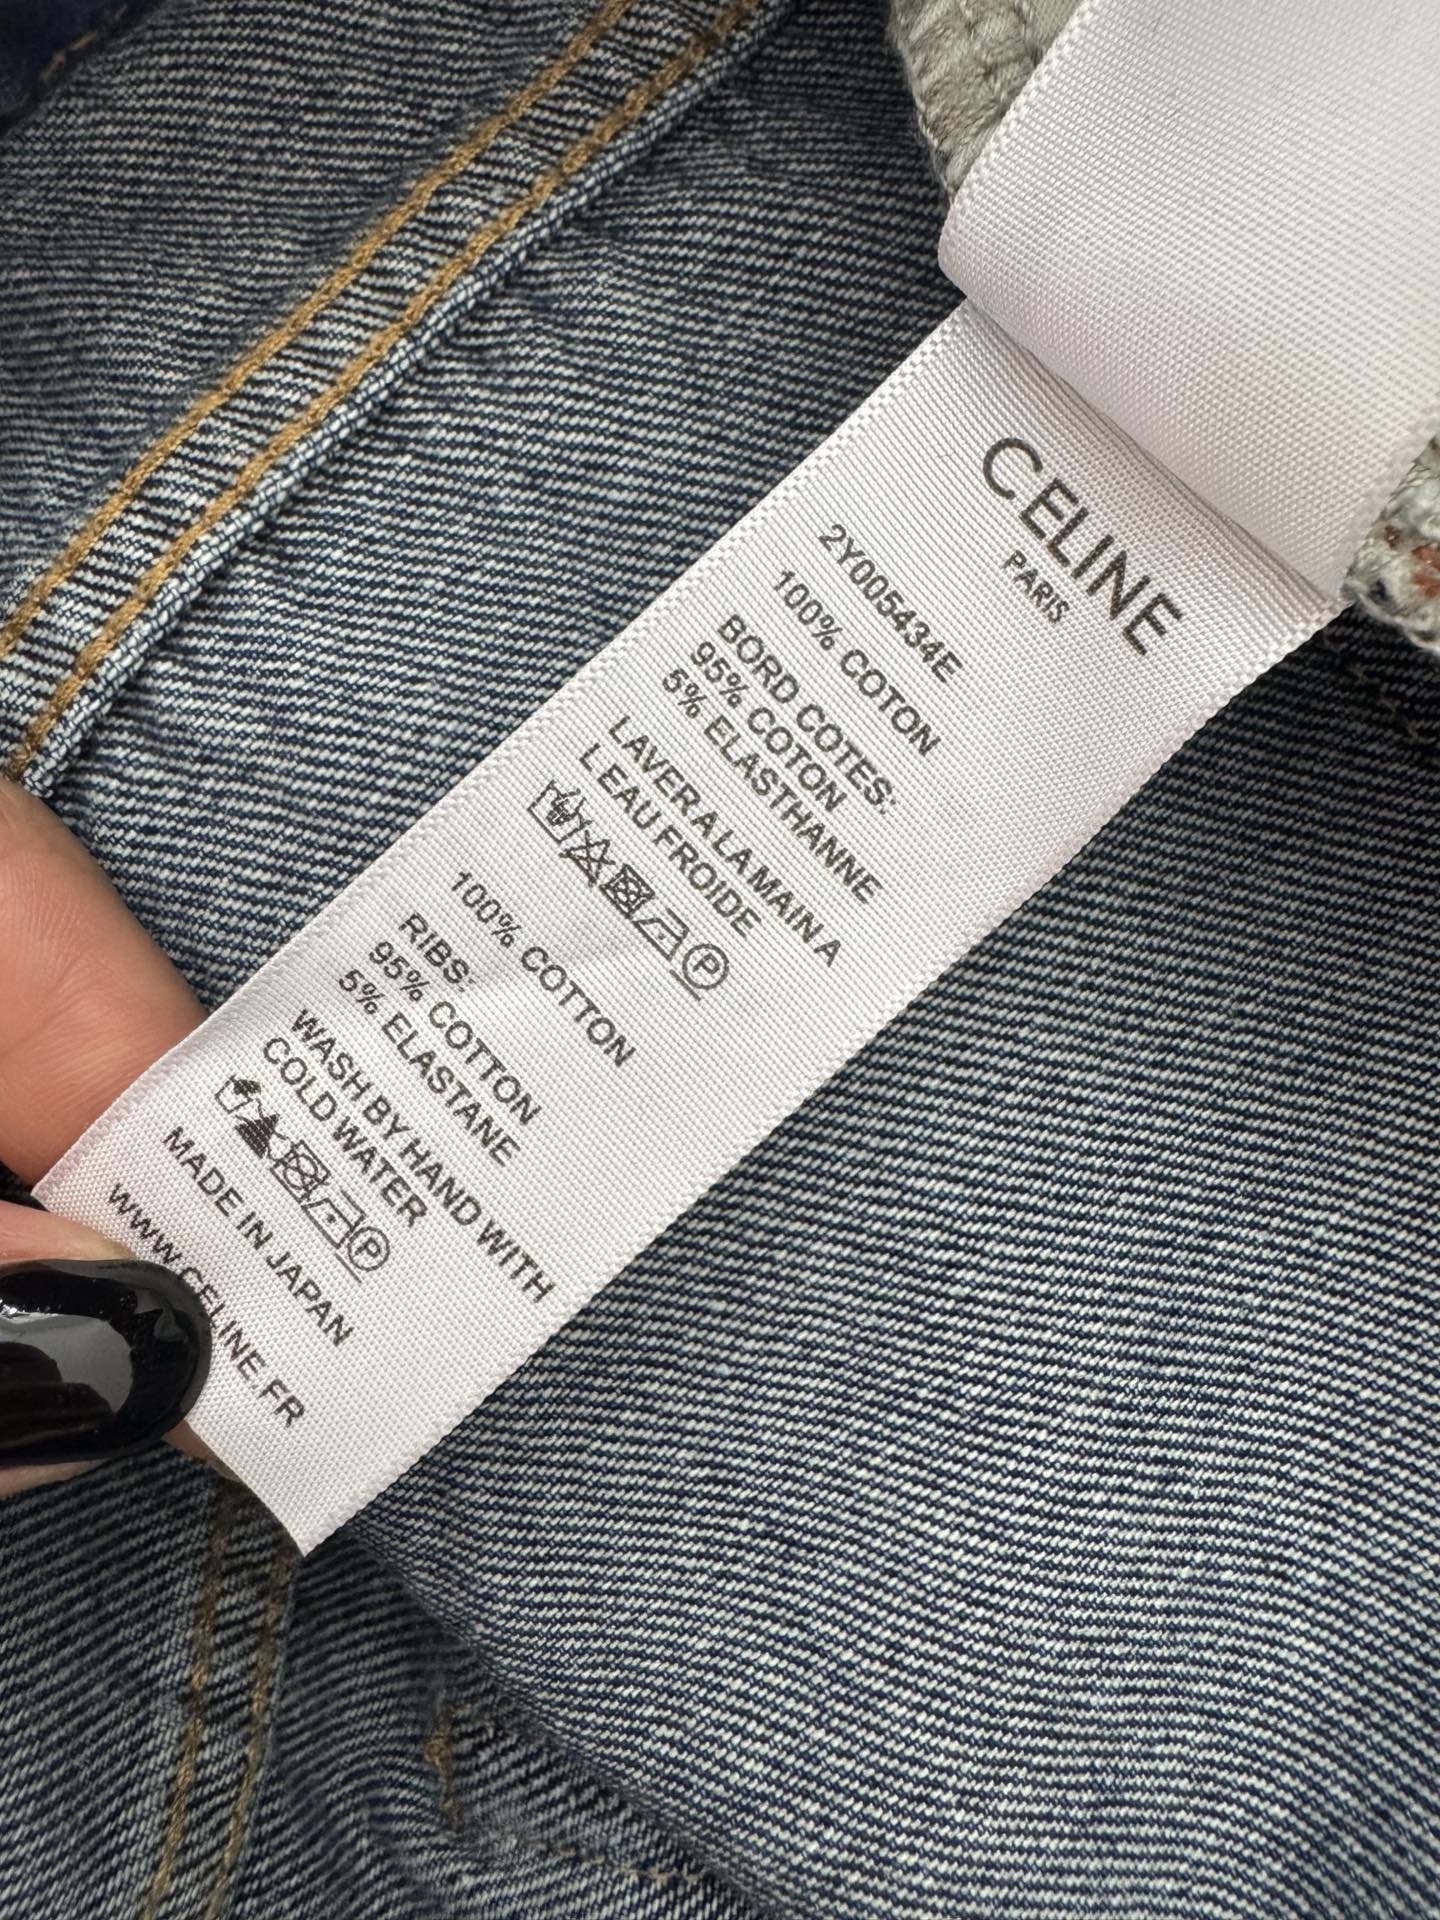 CELINE
PARIS
2Y005434E
100% COTON
BORD COTES:
95% COTON
5% ELASTHANNE
LAVER A LA MAIN A
L EAU FROIDE
P
100% COTTON
RIBS:
95% COTTON
5% ELASTANE
WASH BY HAND WITH
COLD WATER
P
MADE IN JAPAN
WWW.CELINE.FR